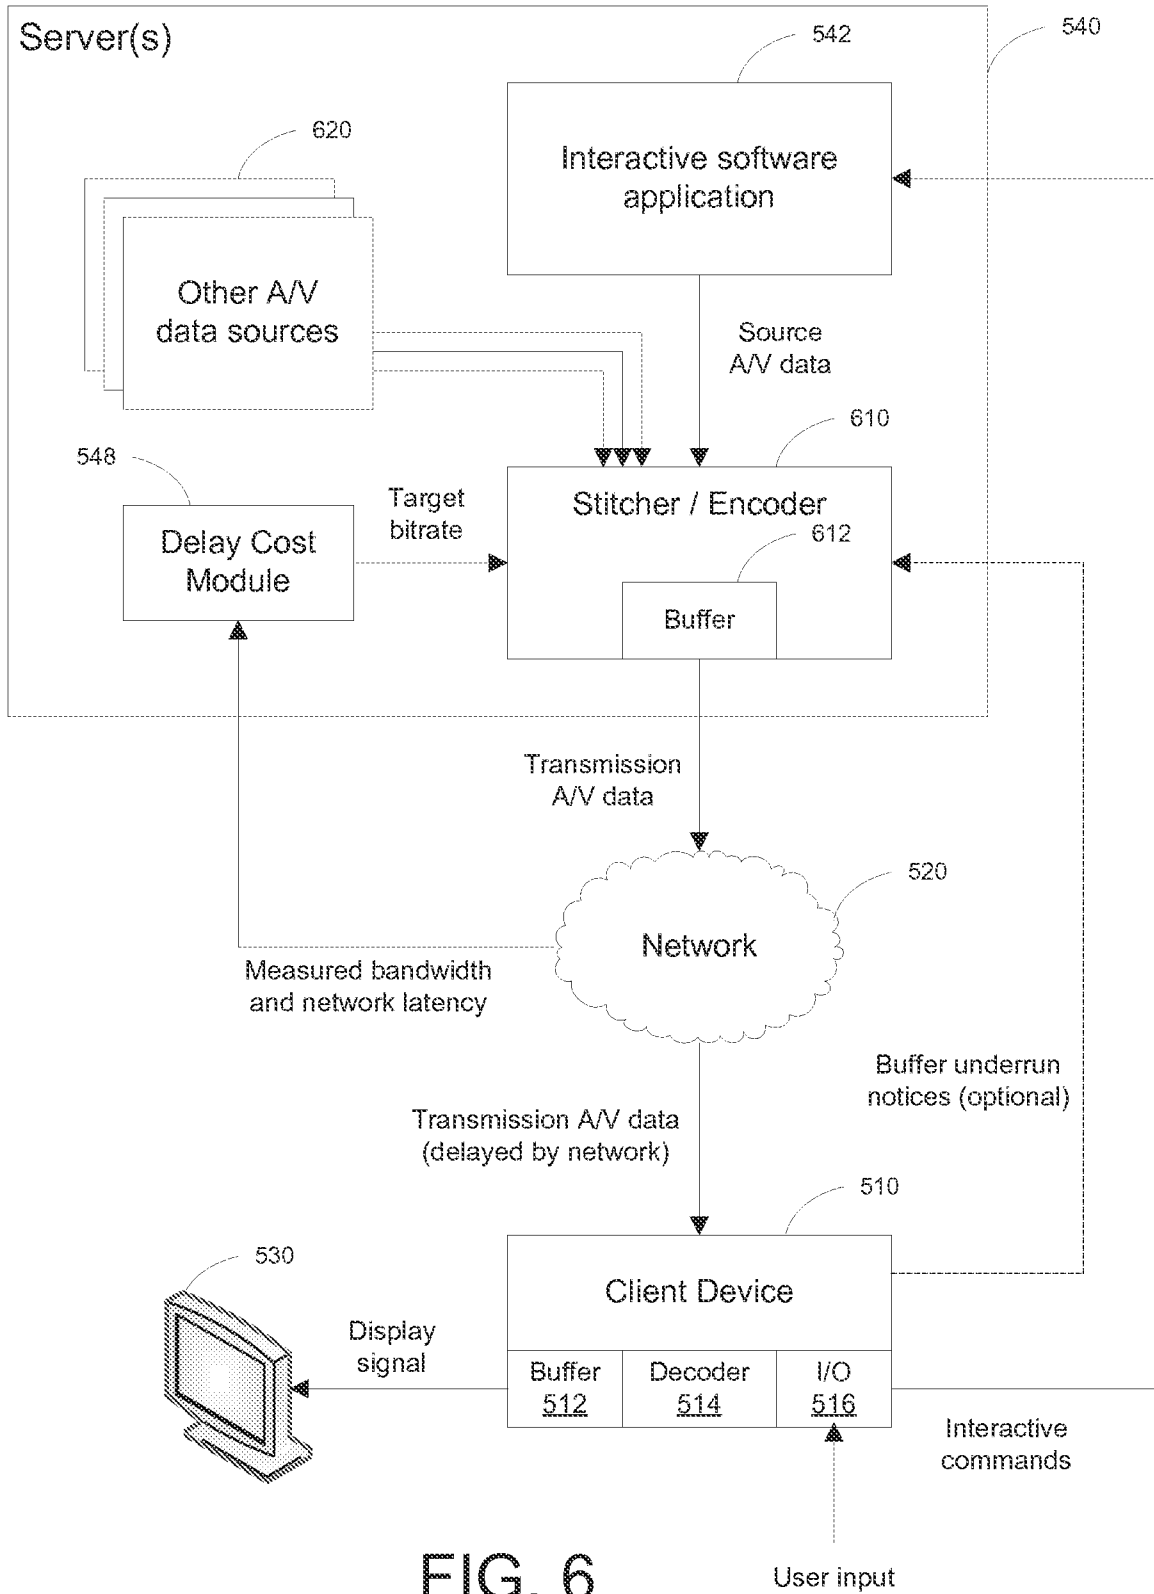 Server(s)
540
542
Interactive software
application
620
Other A/V
data sources
Source
A/V data
610
548
Target
bitrate
Stitcher / Encoder
612
Delay Cost
Module
Buffer
Transmission
A/V data
520
Network
Measured bandwidth
and network latency
Buffer underrun
notices (optional)
Transmission A/V data
(delayed by network)
510
530
Client Device
Display
signal
Buffer
512
Decoder
514
I/O
516
Interactive
commands
FIG. 6
User input